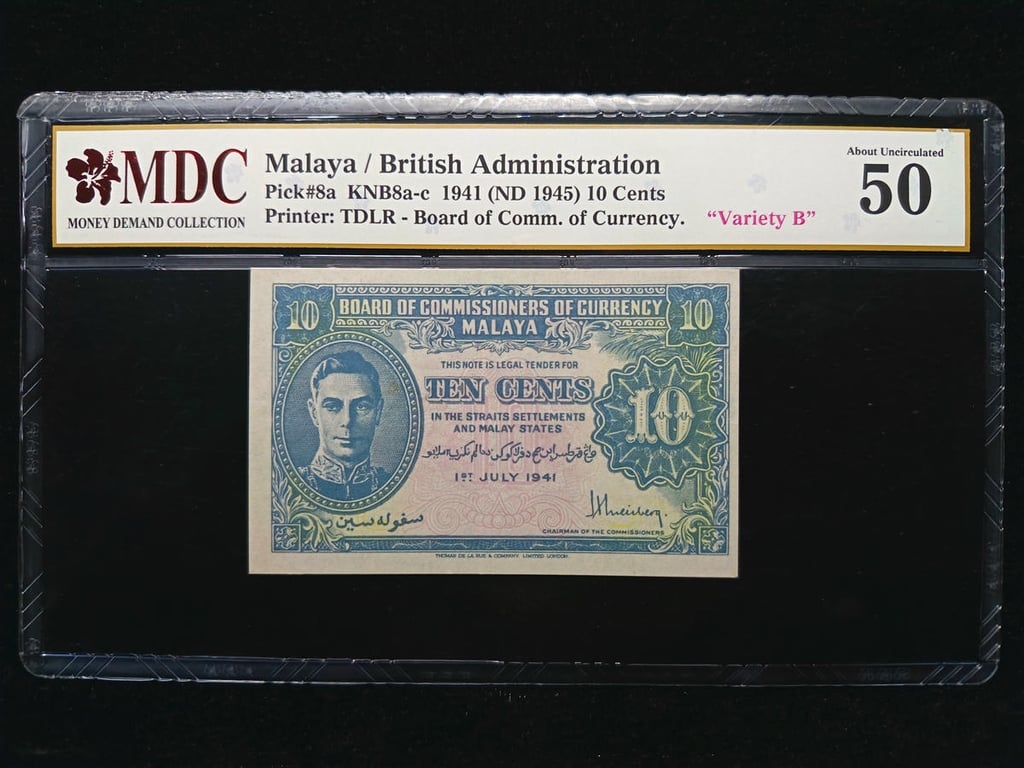 MDC
MONEY DEMAND COLLECTION
Malaya / British Administration
Pick#8a KNB8a-c 1941 (ND 1945) 10 Cents
Printer: TDLR - Board of Comm. of Currency. “Variety B”
About Uncirculated
50
10 BOARD OF COMMISSIONERS OF CURRENCY 10
MALAYA
THIS NOTE IS LEGAL TENDER FOR
TEN CENTS
IN THE STRAITS SETTLEMENTS
AND MALAY STATES
10
1ST JULY 1941
سڤوله سين
CHAIRMAN OF THE COMMISSIONERS
THOMAS DE LA RUE & COMPANY, LIMITED LONDON.